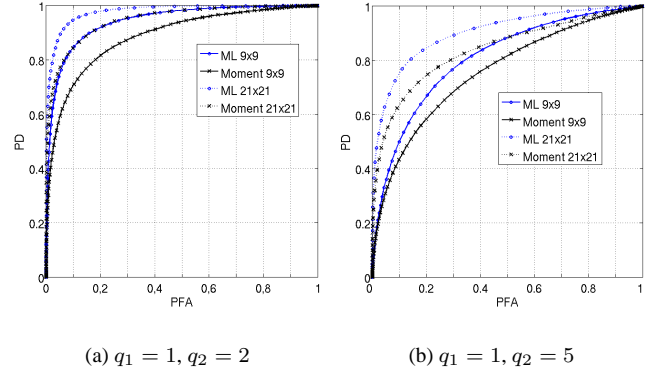 1
0.8
0.6
0.4
0.2
0
PD
ML 9x9
Moment 9x9
ML 21x21
Moment 21x21
0 0,2 0,4 0,6 0,8 1
PFA
(a) q₁ = 1, q₂ = 2
1
0.8
0.6
0.4
0.2
0
PD
ML 9x9
Moment 9x9
ML 21x21
Moment 21x21
0 0.2 0.4 0.6 0.8 1
PFA
(b) q₁ = 1, q₂ = 5